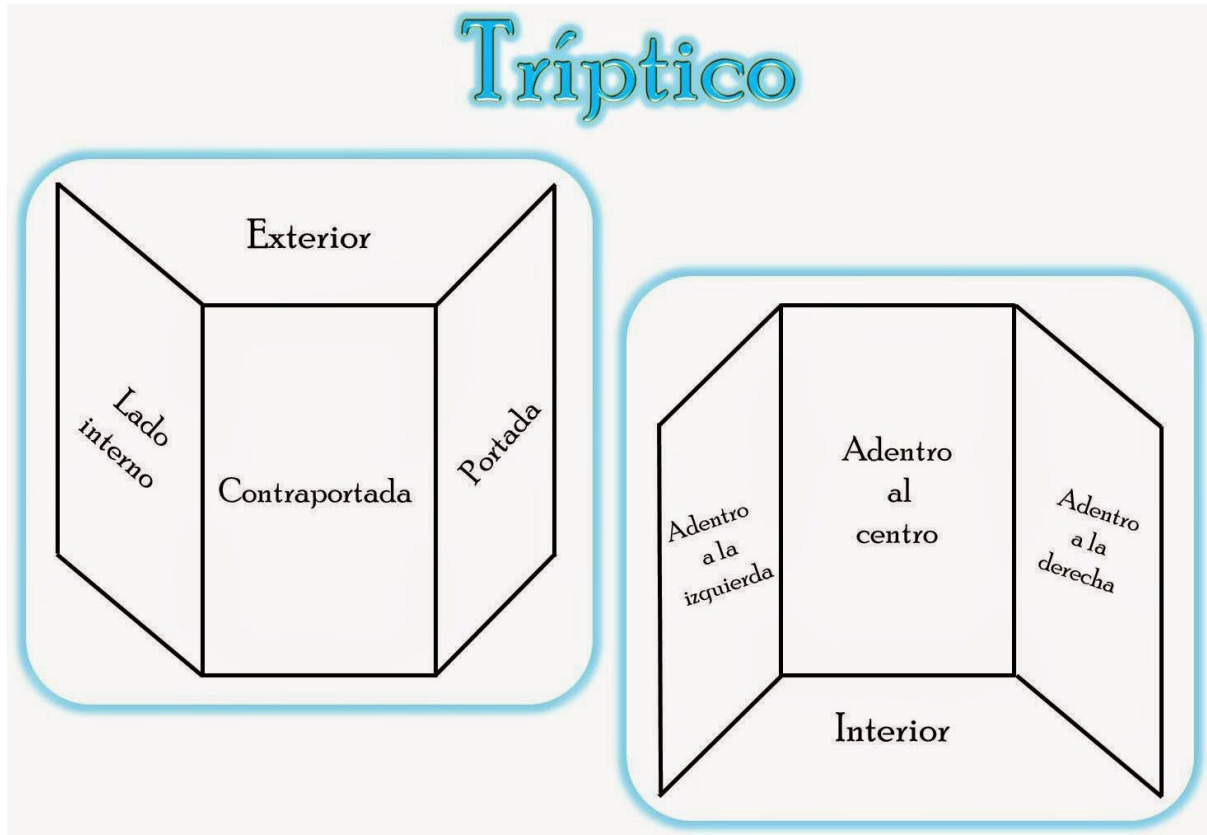 Tríptico
Exterior
Lado
interno
Contraportada
Portada
Adentro
a la
izquierda
Adentro
al
centro
Adentro
a la
derecha
Interior